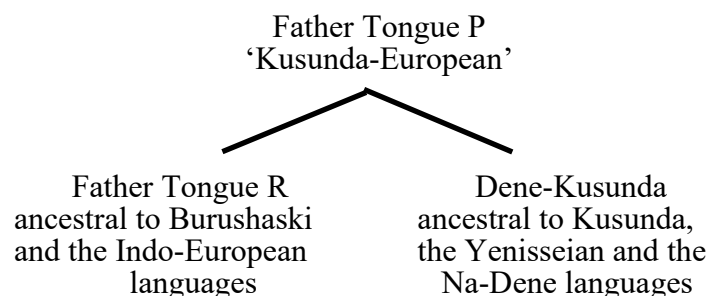 Father Tongue P
‘Kusunda-European’
Father Tongue R
ancestral to Burushaski
and the Indo-European
languages
Dene-Kusunda
ancestral to Kusunda,
the Yenisseian and the
Na-Dene languages